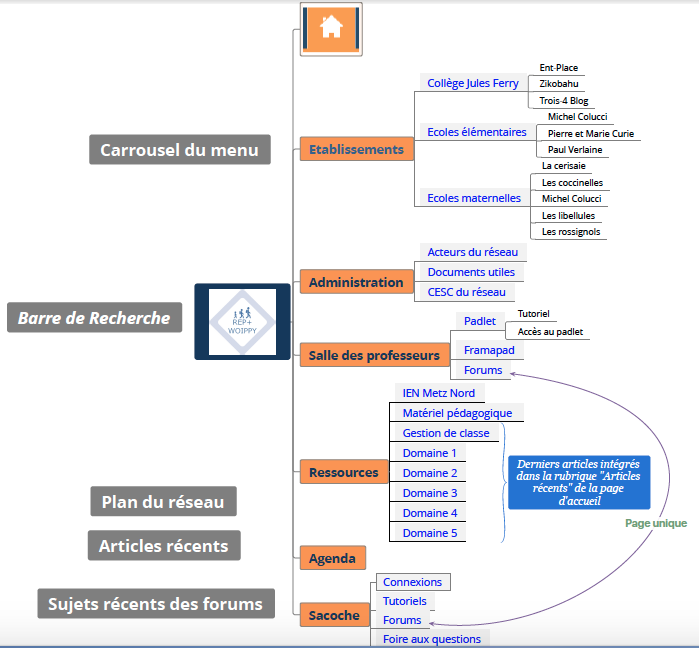 Carrousel du menu
Barre de Recherche
REP+
WOIPPY
Plan du réseau
Articles récents
Sujets récents des forums
Etablissements
Collège Jules Ferry
Ent-Place
Zikobahu
Trois-4 Blog
Ecoles élémentaires
Michel Colucci
Pierre et Marie Curie
Paul Verlaine
Ecoles maternelles
La cerisaie
Les coccinelles
Michel Colucci
Les libellules
Les rossignols
Administration
Acteurs du réseau
Documents utiles
CESC du réseau
Salle des professeurs
Padlet
Tutoriel
Accès au padlet
Framapad
Forums
Ressources
IEN Metz Nord
Matériel pédagogique
Gestion de classe
Domaine 1
Domaine 2
Domaine 3
Domaine 4
Domaine 5
Derniers articles intégrés
dans la rubrique "Articles
récents" de la page
d'accueil
Page unique
Agenda
Sacoche
Connexions
Tutoriels
Forums
Foire aux questions